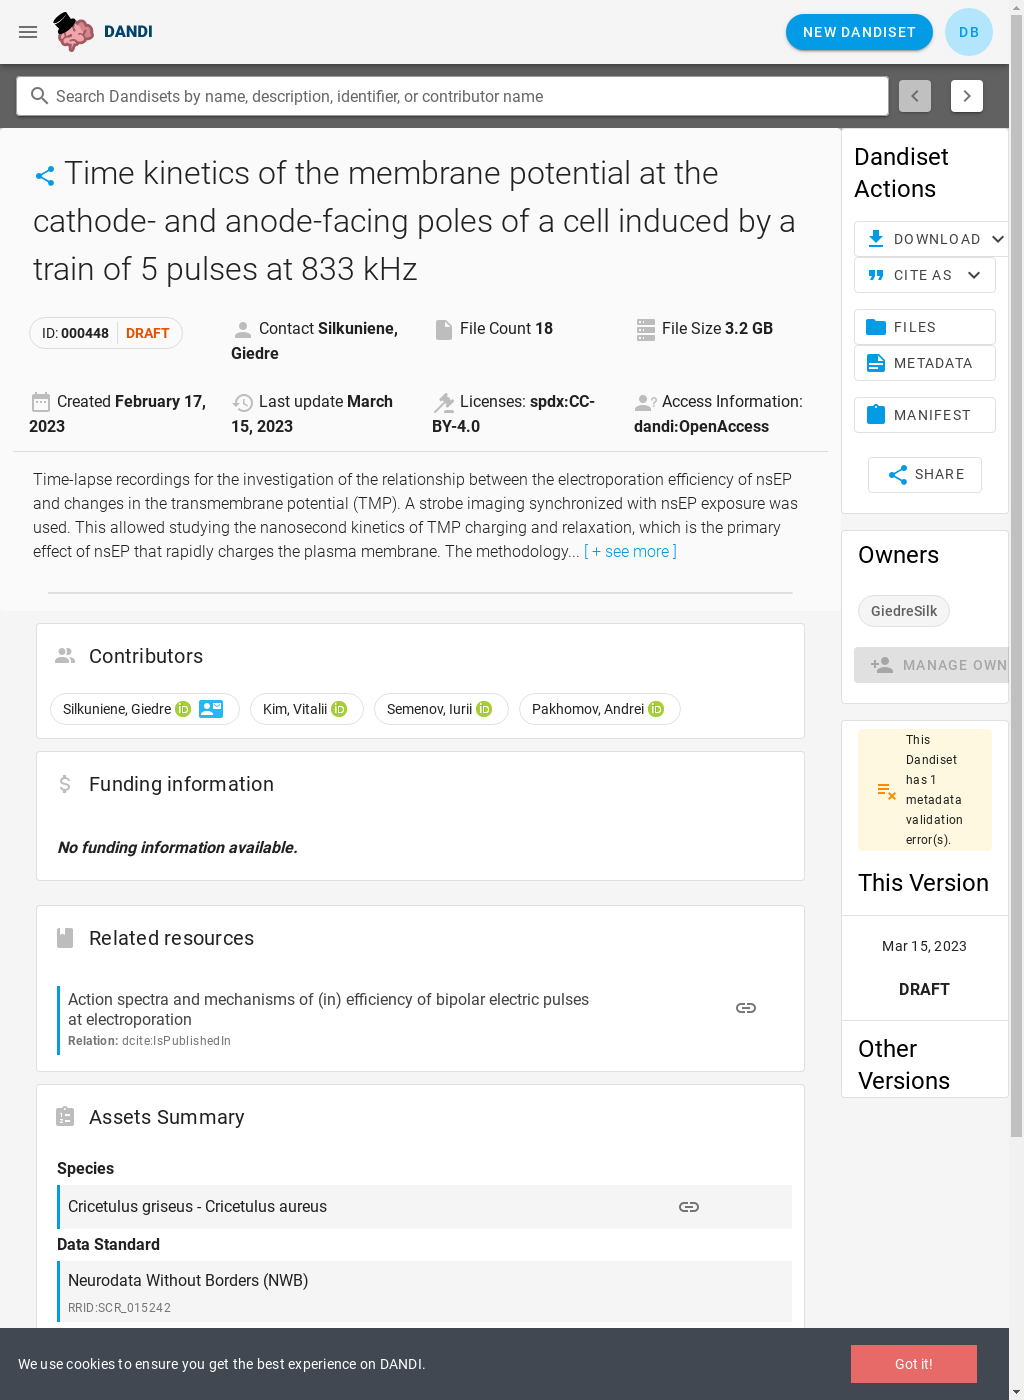 DANDI
NEW DANDISET
DB
Search Dandisets by name, description, identifier, or contributor name
Time kinetics of the membrane potential at the
cathode- and anode-facing poles of a cell induced by a
train of 5 pulses at 833 kHz
ID: 000448 DRAFT
Contact Silkuniene,
Giedre
File Count 18
File Size 3.2 GB
Created February 17,
2023
Last update March
15, 2023
Licenses: spdx:CC-
BY-4.0
Access Information:
dandi:OpenAccess
Time-lapse recordings for the investigation of the relationship between the electroporation efficiency of nsEP
and changes in the transmembrane potential (TMP). A strobe imaging synchronized with nsEP exposure was
used. This allowed studying the nanosecond kinetics of TMP charging and relaxation, which is the primary
effect of nsEP that rapidly charges the plasma membrane. The methodology... [ + see more ]
Contributors
Silkuniene, Giedre iD
Kim, Vitalii iD
Semenov, Iurii iD
Pakhomov, Andrei iD
Funding information
No funding information available.
Related resources
Action spectra and mechanisms of (in) efficiency of bipolar electric pulses
at electroporation
Relation: dcite:IsPublishedIn
Assets Summary
Species
Cricetulus griseus - Cricetulus aureus
Data Standard
Neurodata Without Borders (NWB)
RRID:SCR_015242
Dandiset
Actions
DOWNLOAD
CITE AS
FILES
METADATA
MANIFEST
SHARE
Owners
GiedreSilk
MANAGE OWN
This
Dandiset
has 1
metadata
validation
error(s).
This Version
Mar 15, 2023
DRAFT
Other
Versions
We use cookies to ensure you get the best experience on DANDI.
Got it!